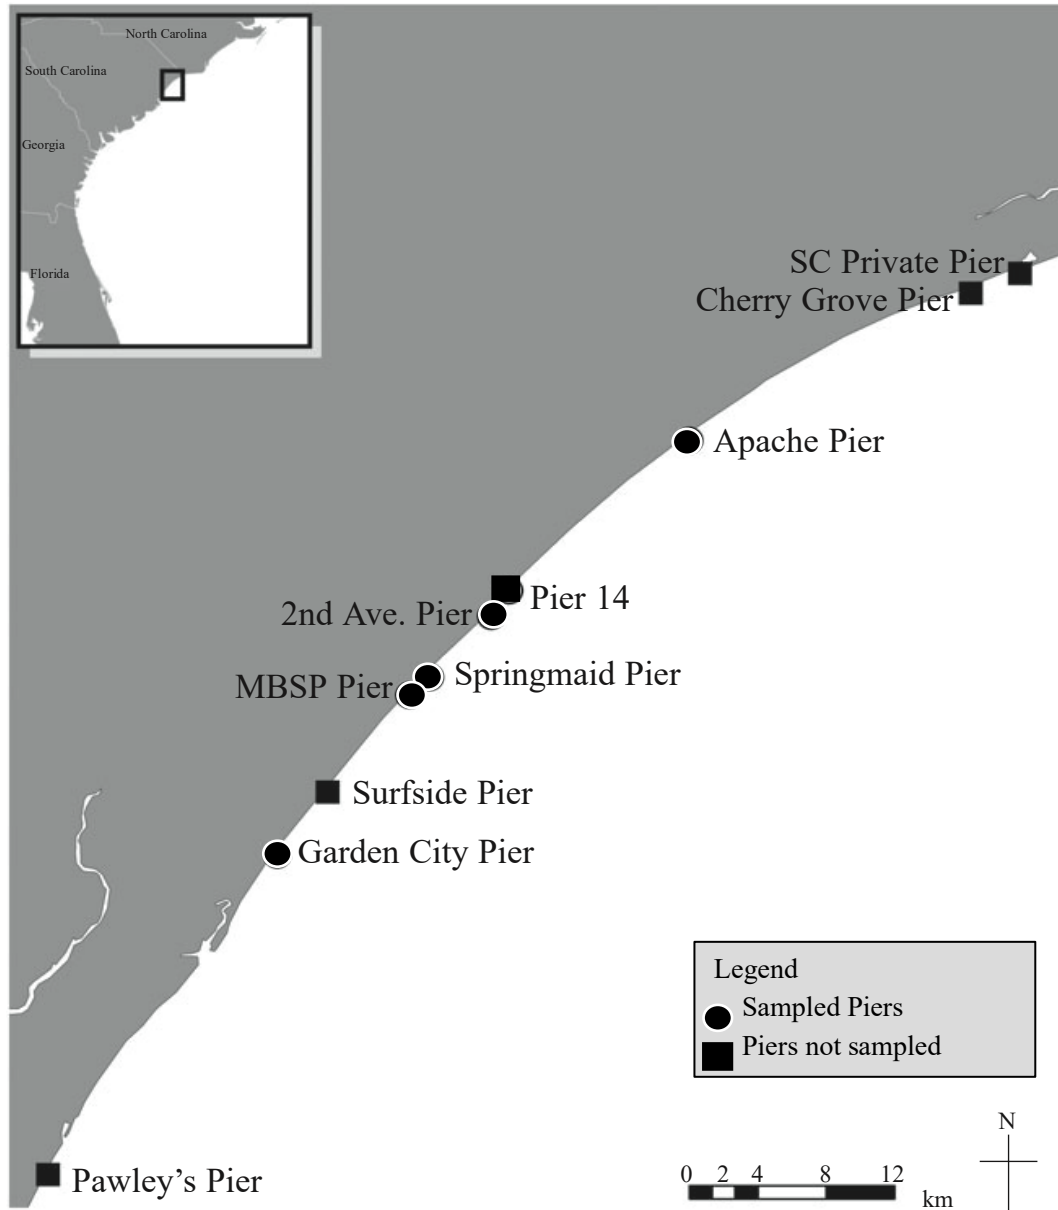 North Carolina
South Carolina
Georgia
Florida
SC Private Pier
Cherry Grove Pier
Apache Pier
Pier 14
2nd Ave. Pier
Springmaid Pier
MBSP Pier
Surfside Pier
Garden City Pier
Legend
Sampled Piers
Piers not sampled
N
0 2 4 8 12
km
Pawley's Pier